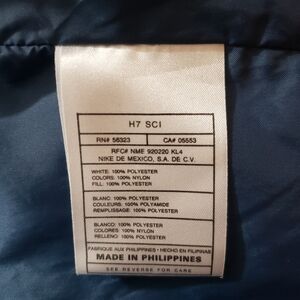 H7 SCI
RN# 56323 CA# 05553
RFC# NME 920220 KL4
NIKE DE MEXICO, S.A. DE C.V.
WHITE: 100% POLYESTER
COLORS: 100% NYLON
FILL: 100% POLYESTER
BLANC: 100% POLYESTER
COULEURS: 100% POLYAMIDE
REMPLISSAGE: 100% POLYESTER
BLANCO: 100% POLYESTER
COLORES: 100% NYLON
RELLENO: 100% POLYESTER
FABRIQUE AUX PHILIPPINES • HECHO EN FILIPINAS
MADE IN PHILIPPINES
SEE REVERSE FOR CARE